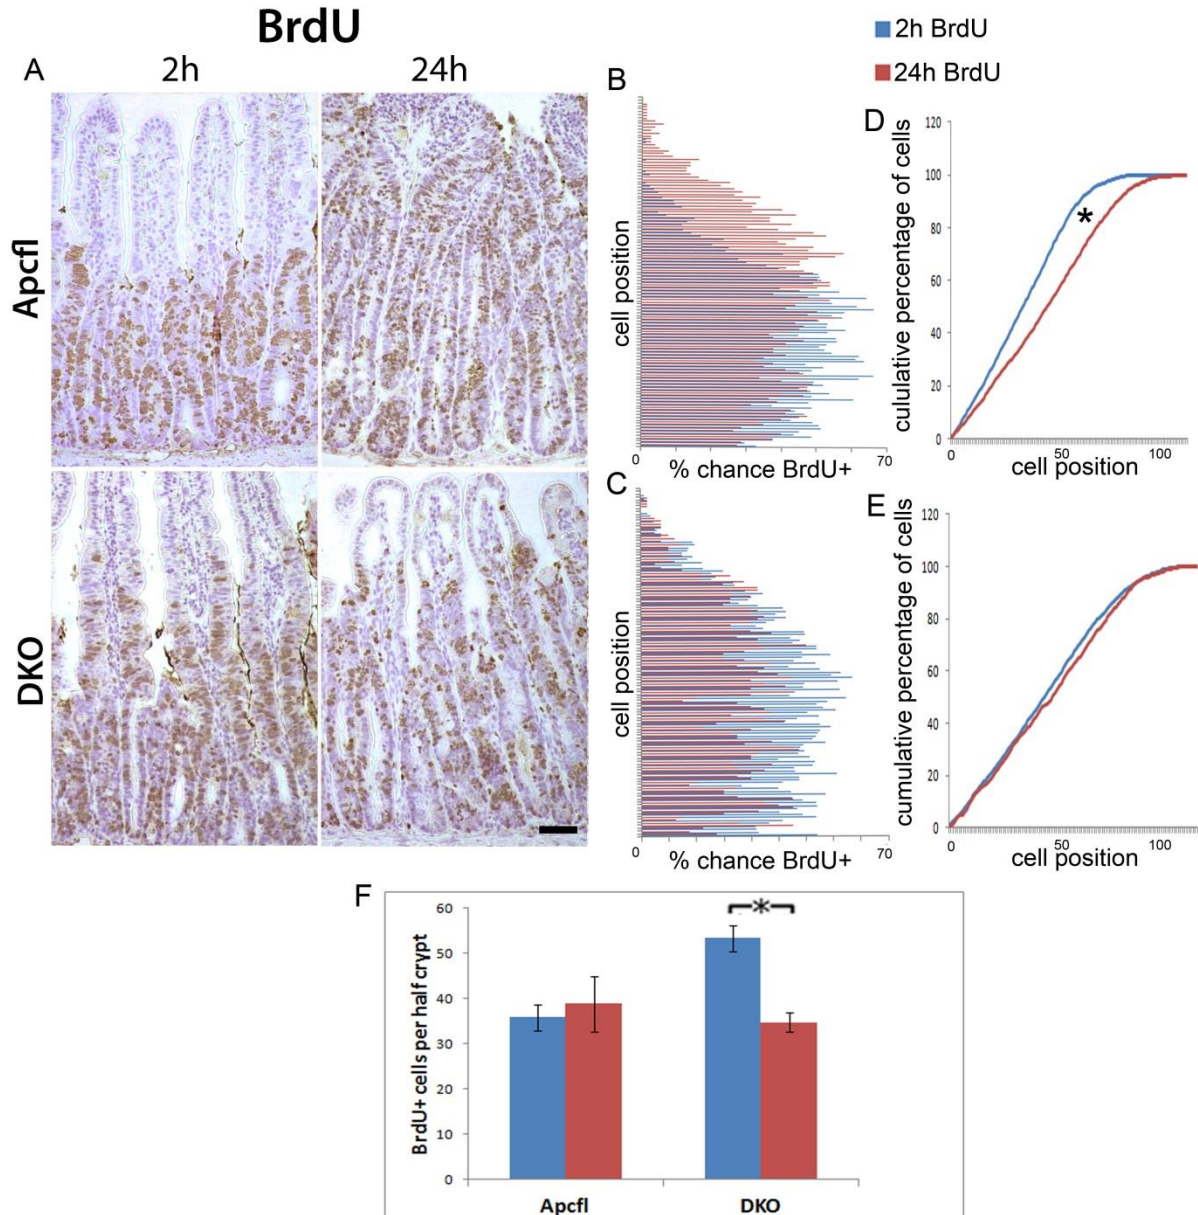 BrdU
2h BrdU
24h BrdU
A
2h
24h
Apcfl
DKO
B
cell position
0
70
% chance BrdU+
C
cell position
0
70
% chance BrdU+
D
cululative percentage of cells
120
100
80
60
40
20
0
0
50
100
cell position
*
E
cumulative percentage of cells
120
100
80
60
40
20
0
0
50
100
cell position
F
BrdU+ cells per half crypt
60
50
40
30
20
10
0
*
Apcfl
DKO